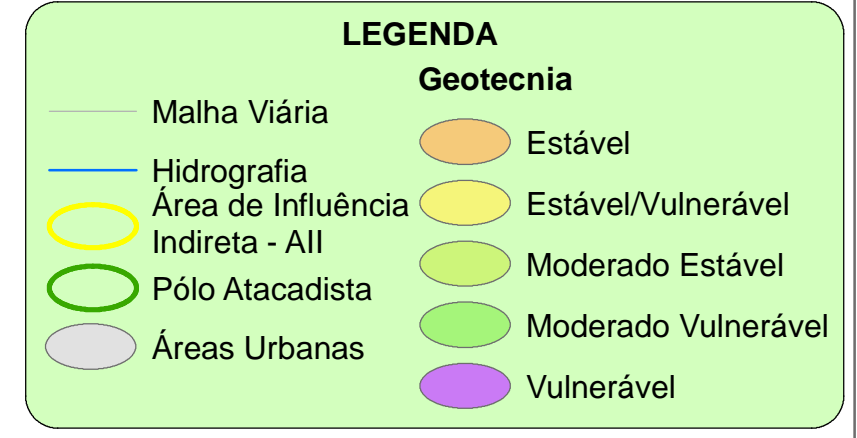 LEGENDA
Malha Viária
Hidrografia
Área de Influência
Indireta - AII
Pólo Atacadista
Áreas Urbanas
Geotecnia
Estável
Estável/Vulnerável
Moderado Estável
Moderado Vulnerável
Vulnerável